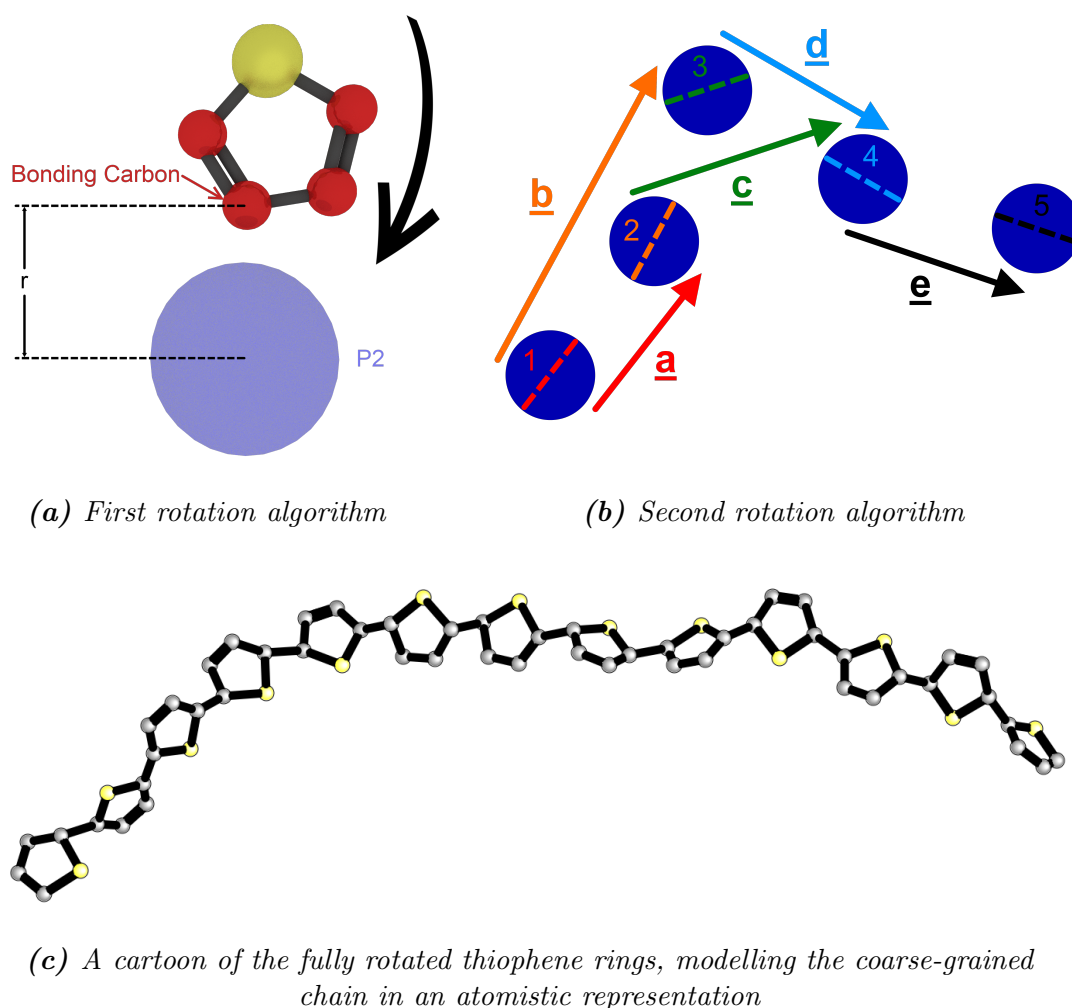 Bonding Carbon
r
P2
d
3
4
c
b
2
5
e
1
a
(a) First rotation algorithm
(b) Second rotation algorithm
(c) A cartoon of the fully rotated thiophene rings, modelling the coarse-grained
chain in an atomistic representation